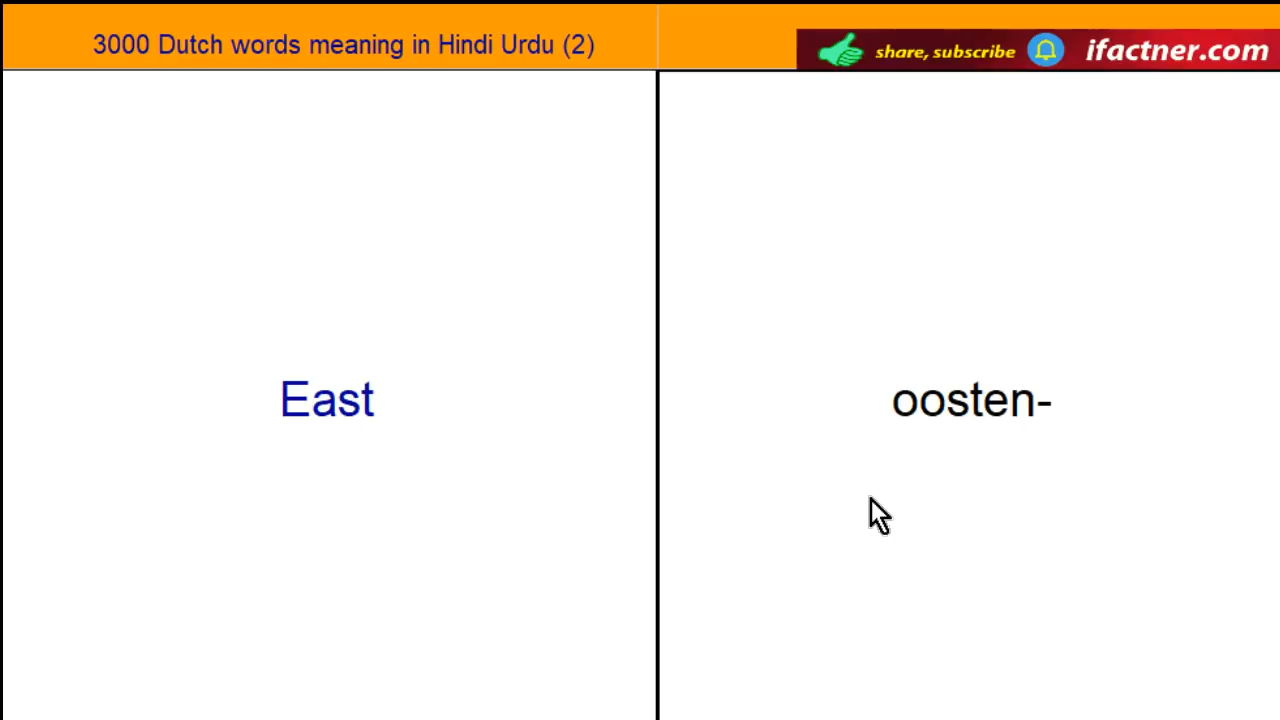 3000 Dutch words meaning in Hindi Urdu (2)
share, subscribe
ifactner.com
East
oosten-